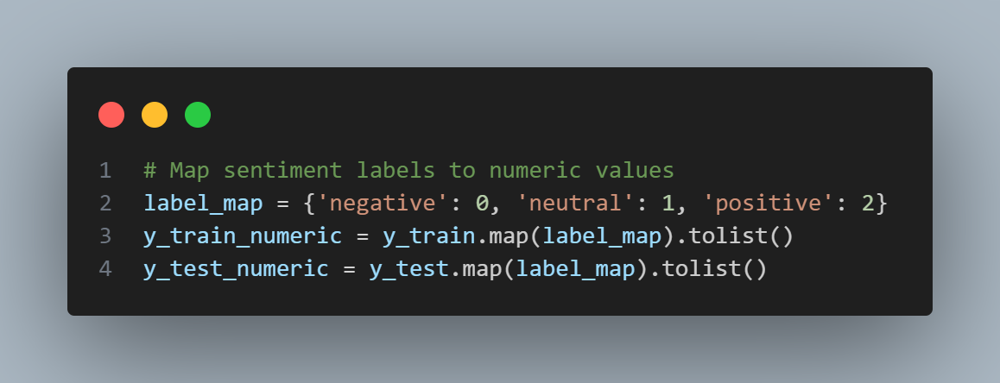 1 # Map sentiment labels to numeric values
2 label_map = {'negative': 0, 'neutral': 1, 'positive': 2}
3 y_train_numeric = y_train.map(label_map).tolist()
4 y_test_numeric = y_test.map(label_map).tolist()